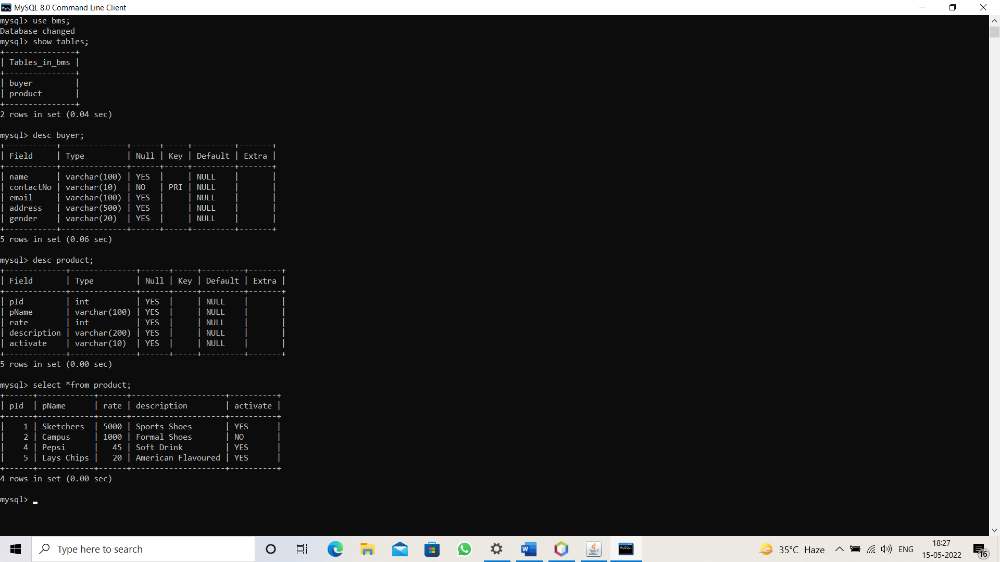 MySQL 8.0 Command Line Client
mysql> use bms;
Database changed
mysql> show tables;
+---------------+
| Tables_in_bms |
+---------------+
| buyer         |
| product       |
+---------------+
2 rows in set (0.04 sec)
mysql> desc buyer;
+-----------+--------------+------+-----+---------+-------+
| Field     | Type         | Null | Key | Default | Extra |
+-----------+--------------+------+-----+---------+-------+
| name      | varchar(100) | YES  |     | NULL    |       |
| contactNo | varchar(10)  | NO   | PRI | NULL    |       |
| email     | varchar(100) | YES  |     | NULL    |       |
| address   | varchar(500) | YES  |     | NULL    |       |
| gender    | varchar(20)  | YES  |     | NULL    |       |
+-----------+--------------+------+-----+---------+-------+
5 rows in set (0.06 sec)
mysql> desc product;
+-------------+--------------+------+-----+---------+-------+
| Field       | Type         | Null | Key | Default | Extra |
+-------------+--------------+------+-----+---------+-------+
| pId         | int          | YES  |     | NULL    |       |
| pName       | varchar(100) | YES  |     | NULL    |       |
| rate        | int          | YES  |     | NULL    |       |
| description | varchar(200) | YES  |     | NULL    |       |
| activate    | varchar(10)  | YES  |     | NULL    |       |
+-------------+--------------+------+-----+---------+-------+
5 rows in set (0.00 sec)
mysql> select *from product;
+------+------------+------+--------------------+----------+
| pId  | pName      | rate | description        | activate |
+------+------------+------+--------------------+----------+
|    1 | Sketchers  | 5000 | Sports Shoes       | YES      |
|    2 | Campus     | 1000 | Formal Shoes       | NO       |
|    4 | Pepsi      |   45 | Soft Drink         | YES      |
|    5 | Lays Chips |   20 | American Flavoured | YES      |
+------+------------+------+--------------------+----------+
4 rows in set (0.00 sec)
mysql> _
Type here to search
W
MySQL
35°C Haze
ENG
18:27
15-05-2022
16